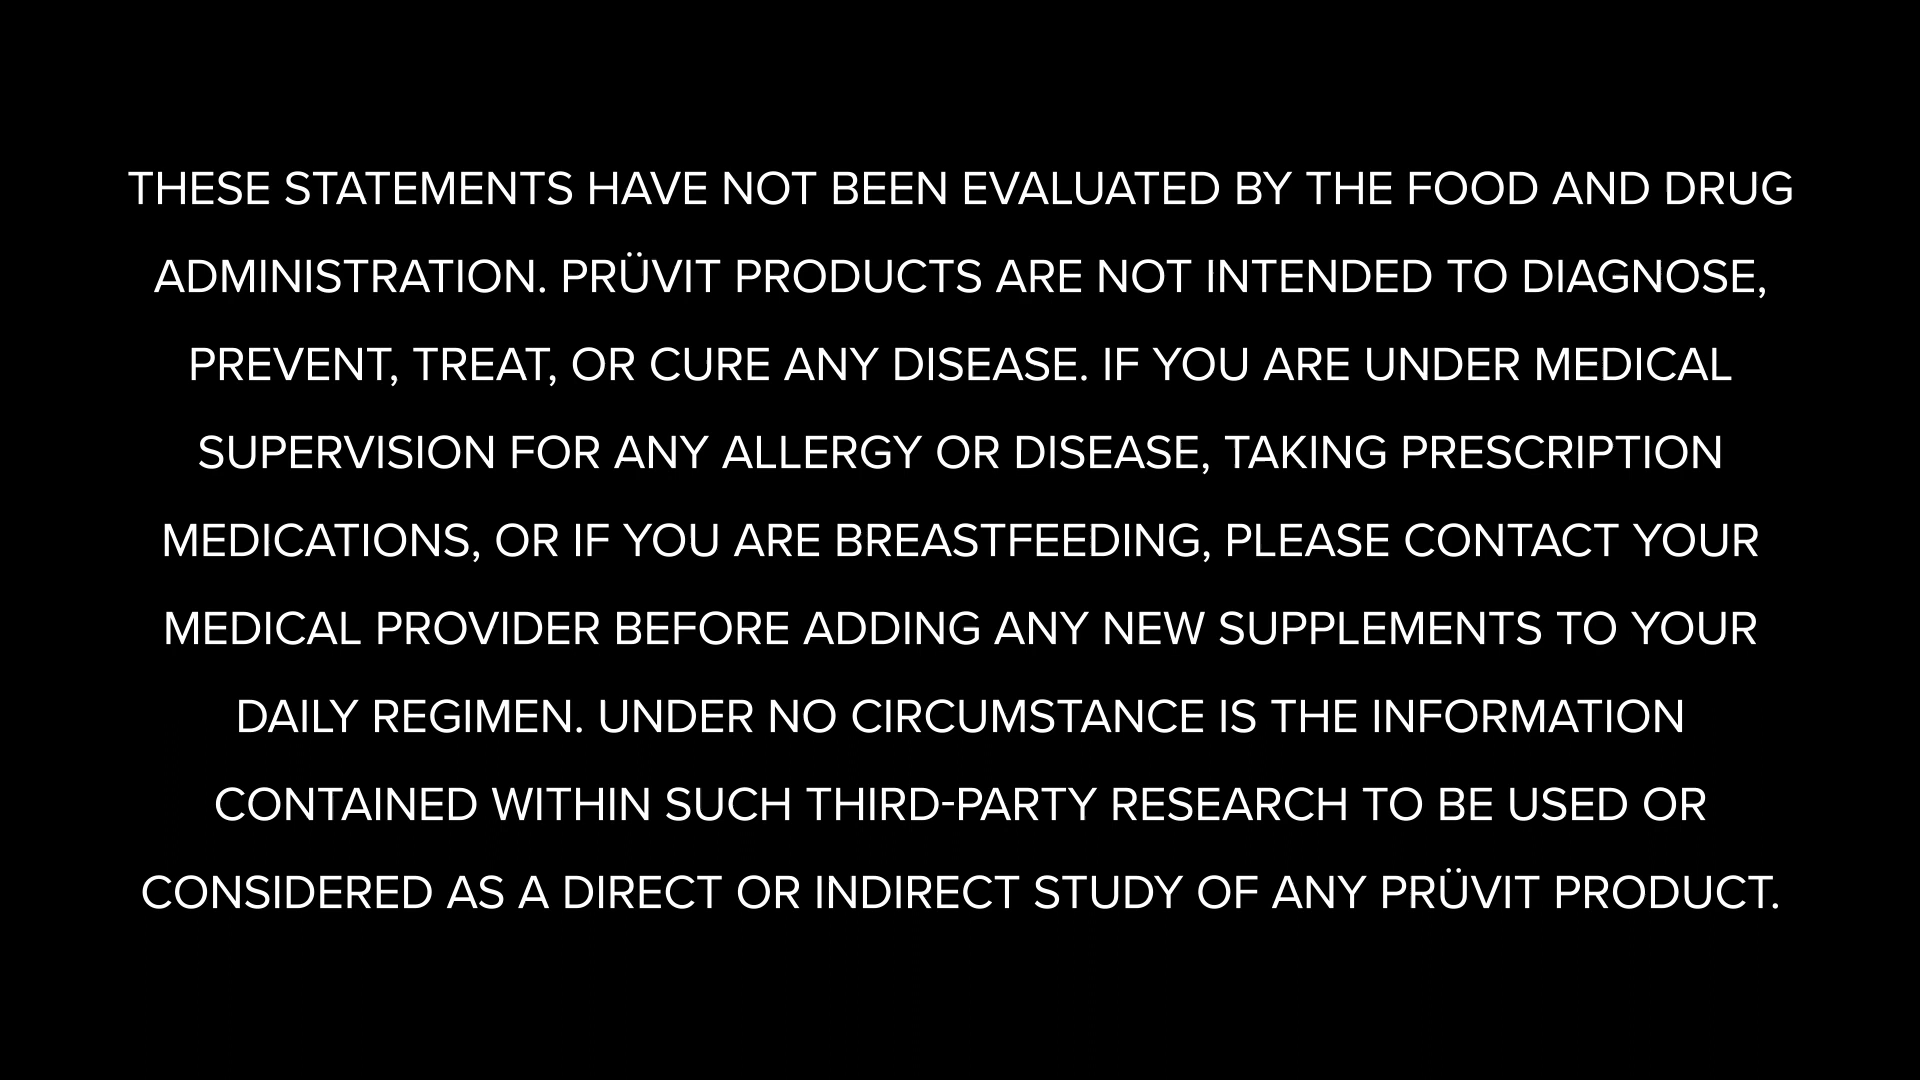 THESE STATEMENTS HAVE NOT BEEN EVALUATED BY THE FOOD AND DRUG
ADMINISTRATION. PRÜVIT PRODUCTS ARE NOT INTENDED TO DIAGNOSE,
PREVENT, TREAT, OR CURE ANY DISEASE. IF YOU ARE UNDER MEDICAL
SUPERVISION FOR ANY ALLERGY OR DISEASE, TAKING PRESCRIPTION
MEDICATIONS, OR IF YOU ARE BREASTFEEDING, PLEASE CONTACT YOUR
MEDICAL PROVIDER BEFORE ADDING ANY NEW SUPPLEMENTS TO YOUR
DAILY REGIMEN. UNDER NO CIRCUMSTANCE IS THE INFORMATION
CONTAINED WITHIN SUCH THIRD-PARTY RESEARCH TO BE USED OR
CONSIDERED AS A DIRECT OR INDIRECT STUDY OF ANY PRÜVIT PRODUCT.